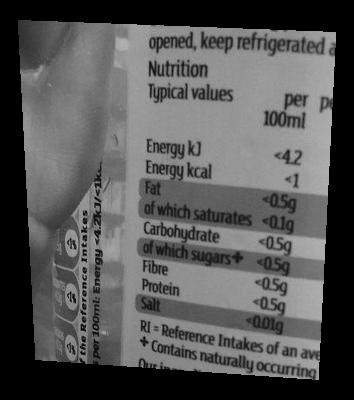 opened, keep refrigerated a
Nutrition
Typical values per pe
100ml
Energy kJ <4.2
Energy kcal <1
Fat <0.5g
of which saturates <0.1g
Carbohydrate <0.5g
of which sugars+ <0.5g
Fibre <0.5g
Protein <0.5g
Salt <0.01g
RI = Reference Intakes of an ave
+ Contains naturally occurring
f the Reference Intakes
s per 100ml: Energy <4.2kJ/<1k